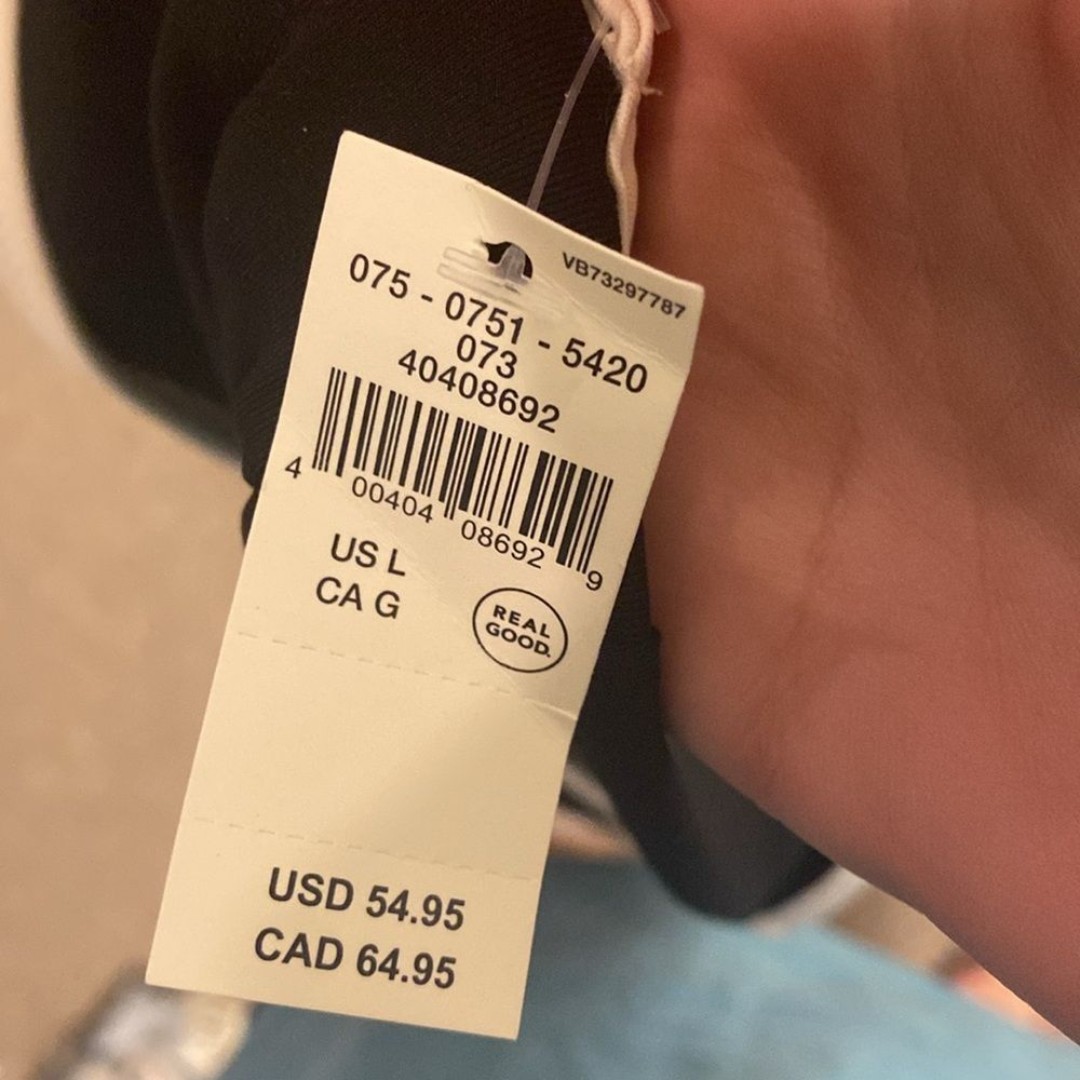 VB73297787
075 - 0751 - 5420
073
40408692
4 00404 08692 9
US L
CA G
REAL
GOOD.
USD 54.95
CAD 64.95